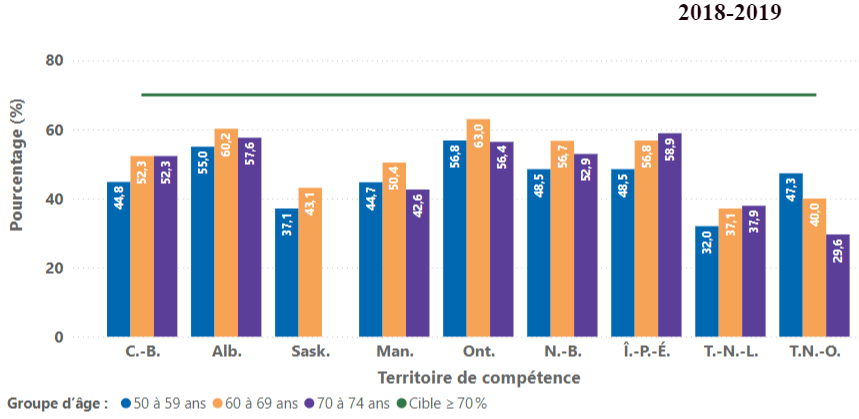 2018-2019
80
60
40
20
0
Pourcentage (%)
44,8 52,3 52,3 55,0 60,2 57,6 37,1 43,1 44,7 50,4 42,6 56,8 63,0 56,4 48,5 56,7 52,9 48,5 56,8 58,9 32,0 37,1 37,9 47,3 40,0 29,6
C.-B. Alb. Sask. Man. Ont. N.-B. Î.-P.-É. T.-N.-L. T.N.-O.
Territoire de compétence
Groupe d'âge : 50 à 59 ans 60 à 69 ans 70 à 74 ans Cible ≥ 70 %